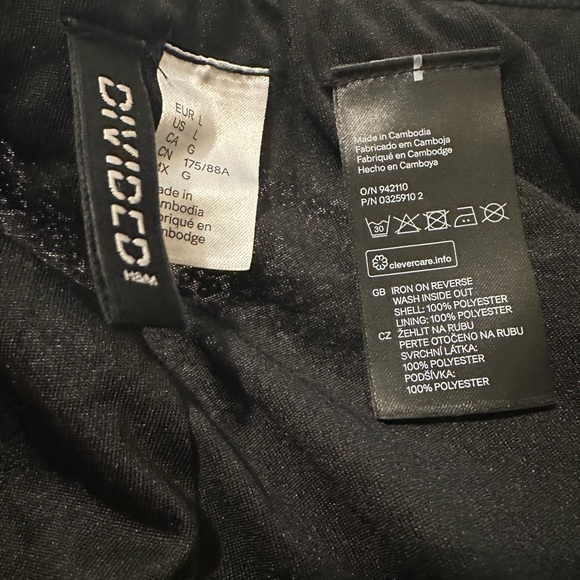 DIVIDED
H&M
EUR L
US L
CA G
CN 175/88A
MX G
Made in
Cambodia
Fabriqué en
Cambodge
Made in Cambodia
Fabricado em Camboja
Fabriqué en Cambodge
Hecho en Camboya
O/N 942110
P/N 0325910 2
30
clevercare.info
GB IRON ON REVERSE
WASH INSIDE OUT
SHELL: 100% POLYESTER
LINING: 100% POLYESTER
CZ ŽEHLIT NA RUBU
PERTE OTOČENO NA RUBU
SVRCHNÍ LÁTKA:
100% POLYESTER
PODŠÍVKA:
100% POLYESTER